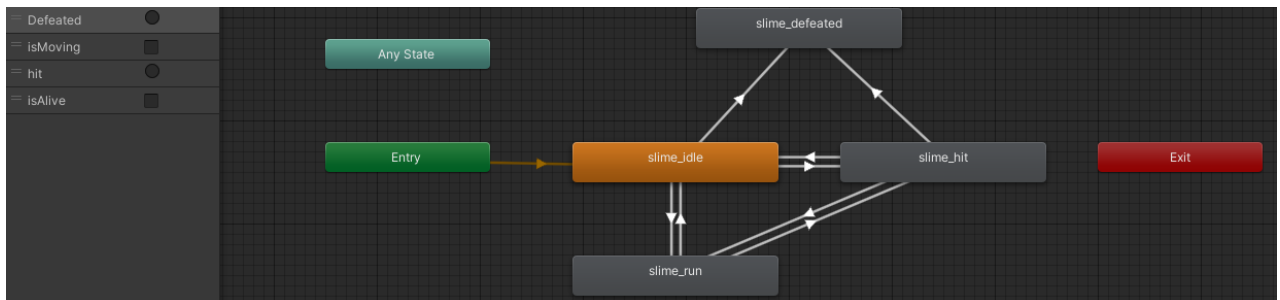 Defeated
isMoving
hit
isAlive
slime_defeated
Any State
Entry
slime_idle
slime_hit
Exit
slime_run